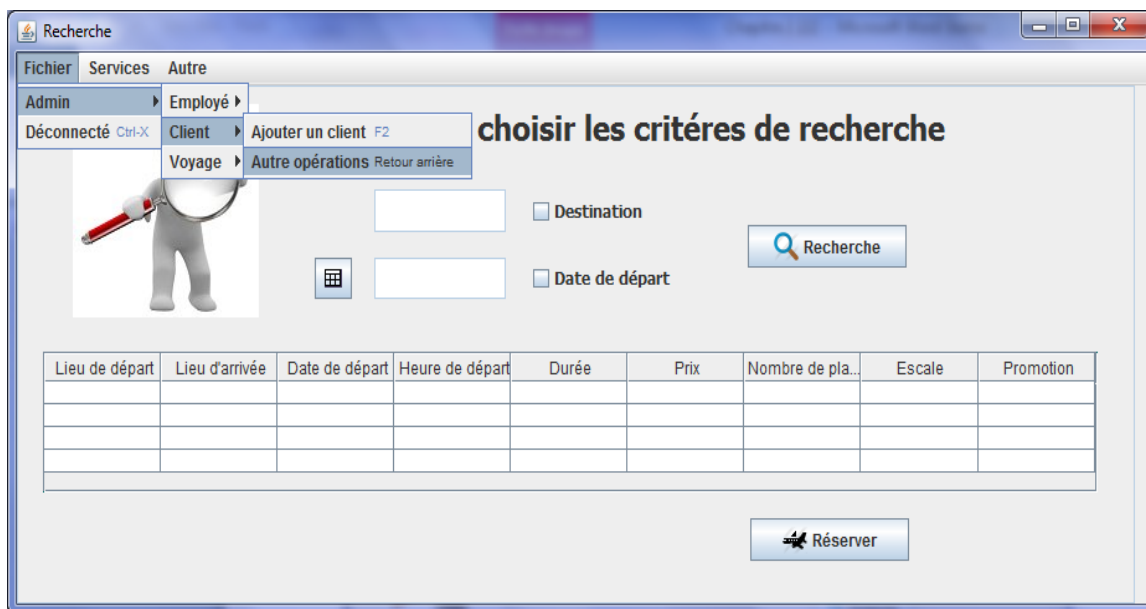 Recherche
Fichier Services Autre
Admin Employé
Déconnecté Ctrl-X Client Ajouter un client F2 choisir les critéres de recherche
Voyage Autre opérations Retour arrière
Destination
Recherche
Date de départ
Lieu de départ Lieu d'arrivée Date de départ Heure de départ Durée Prix Nombre de pla... Escale Promotion
Réserver